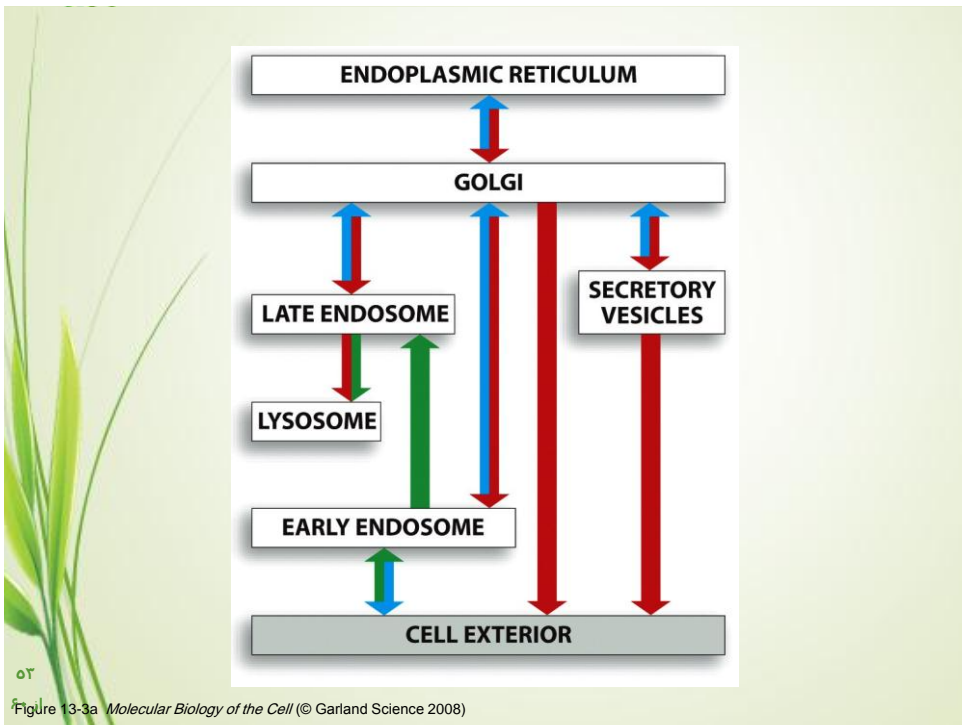 ENDOPLASMIC RETICULUM
GOLGI
LATE ENDOSOME
SECRETORY
VESICLES
LYSOSOME
EARLY ENDOSOME
CELL EXTERIOR
۵۳
Figure 13-3a Molecular Biology of the Cell (© Garland Science 2008)